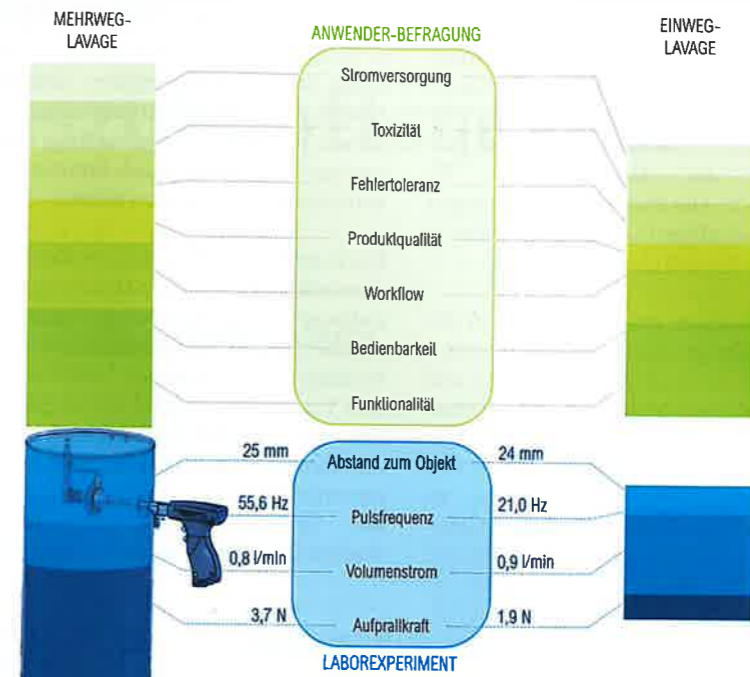 MEHRWEG-
LAVAGE
ANWENDER-BEFRAGUNG
EINWEG-
LAVAGE
Stromversorgung
Toxizität
Fehlertoleranz
Produktqualität
Workflow
Bedienbarkeit
Funktionalität
25 mm Abstand zum Objekt 24 mm
55,6 Hz Pulsfrequenz 21,0 Hz
0,8 l/min Volumenstrom 0,9 l/min
3,7 N Aufprallkraft 1,9 N
LABOREXPERIMENT